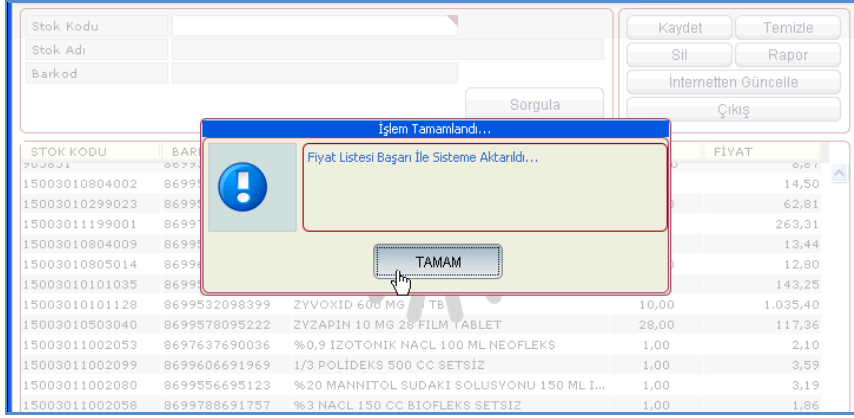 Stok Kodu
Kaydet Temizle
Stok Adı
Sil Rapor
Barkod
İnternetten Güncelle
Sorgula
Çıkış
İşlem Tamamlandı...
Fiyat Listesi Başarı İle Sisteme Aktarıldı...
TAMAM
STOK KODU FİYAT
15003010804002 14,50
15003010299023 62,81
15003011199001 263,31
15003010804009 13,44
15003010805014 12,80
15003010101035 143,25
15003010101128 8699532098399 ZYVOXID 600 MG TB 10,00 1.035,40
15003010503040 8699578095222 ZYZAPIN 10 MG 28 FILM TABLET 28,00 117,36
15003011002053 8697637690036 %0,9 IZOTONIK NACL 100 ML NEOFLEKS 1,00 2,10
15003011002099 8699606691969 1/3 POLİDEKS 500 CC SETSİZ 1,00 3,59
15003011002080 8699556695123 %20 MANNITOL SUDAKI SOLUSYONU 150 ML I... 1,00 3,19
15003011002058 8699788691757 %3 NACL 150 CC BIOFLEKS SETSIZ 1,00 1,86